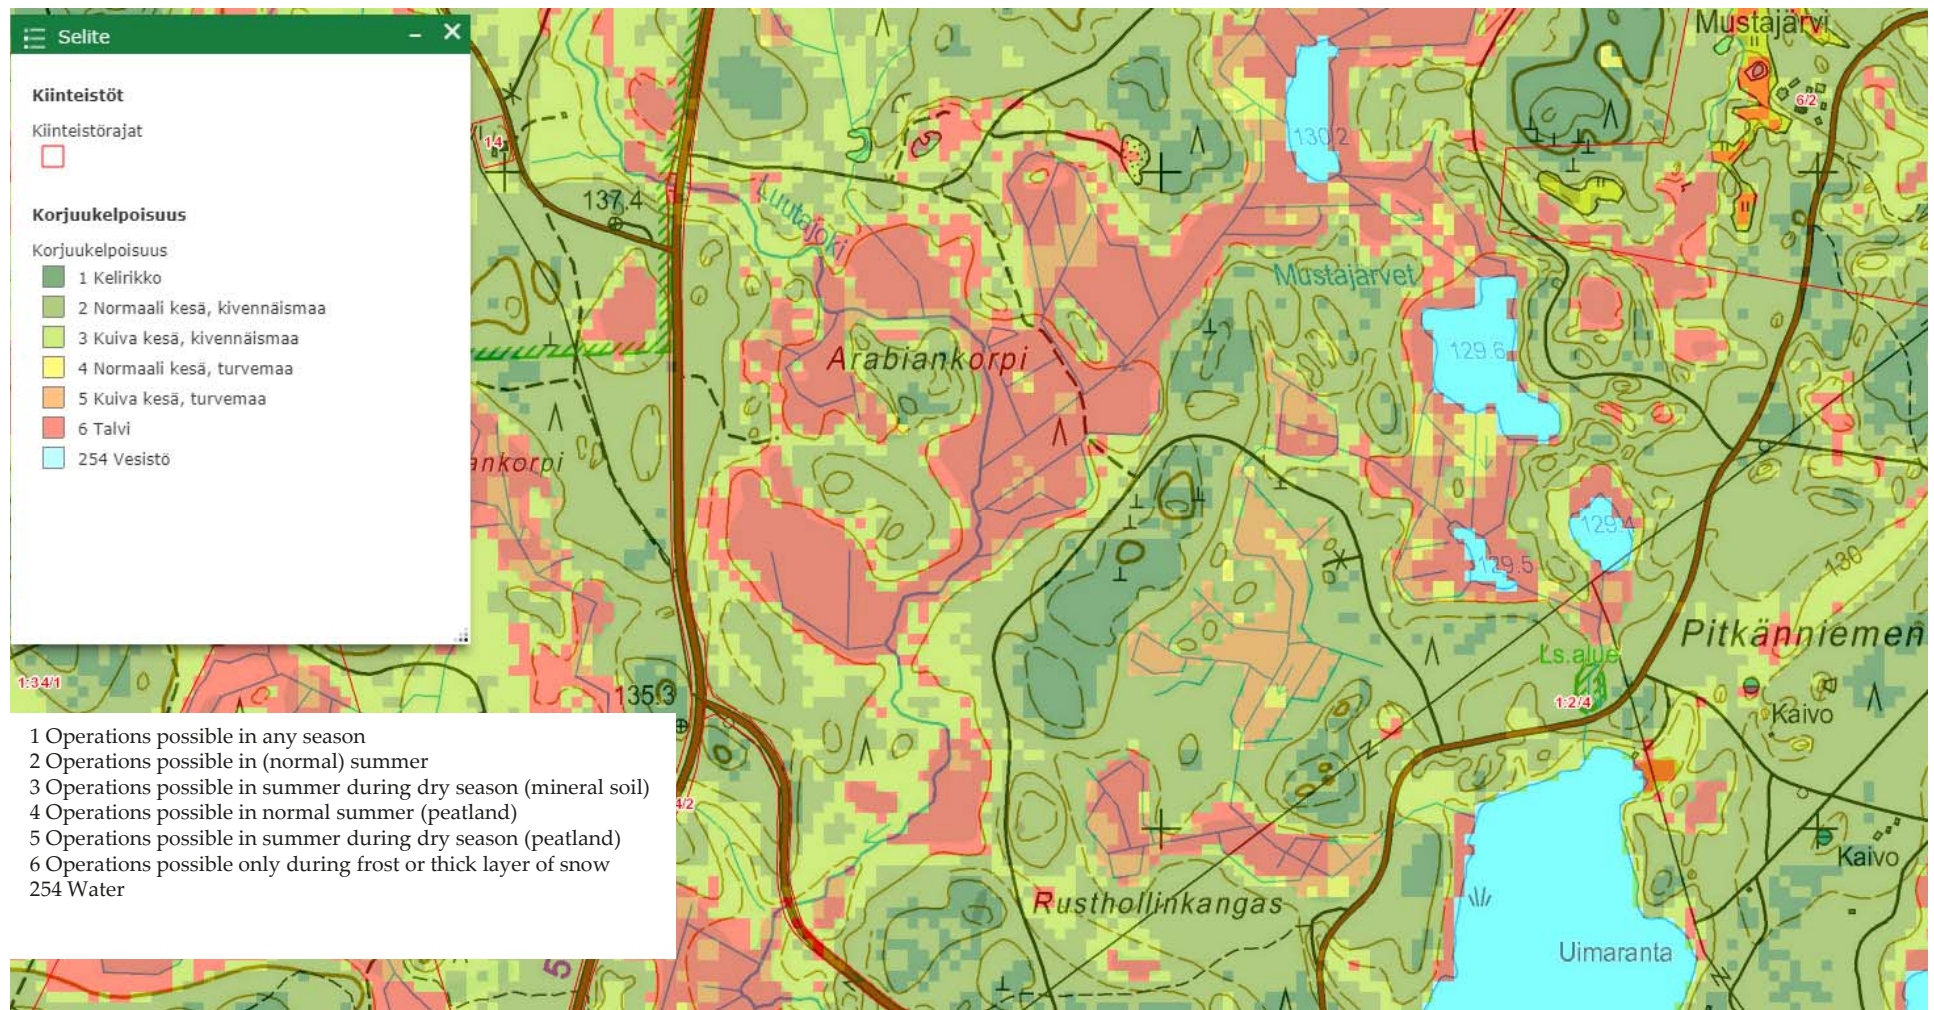 Selite
Kiinteistöt
Kiinteistörajat
Korjuukelpoisuus
Korjuukelpoisuus
1 Kelirikko
2 Normaali kesä, kivennäismaa
3 Kuiva kesä, kivennäismaa
4 Normaali kesä, turvemaa
5 Kuiva kesä, turvemaa
6 Talvi
254 Vesistö
1 Operations possible in any season
2 Operations possible in (normal) summer
3 Operations possible in summer during dry season (mineral soil)
4 Operations possible in normal summer (peatland)
5 Operations possible in summer during dry season (peatland)
6 Operations possible only during frost or thick layer of snow
254 Water
Mustajärvi
6/2
130.2
14
137.4
Luutajoki
Mustajärvet
129.6
Arabiankorpi
ankorpi
129.4
129.5
130
Pitkänniemen
Ls.alue
1:2/4
1:34/1
135.3
Kaivo
4/2
Kaivo
Rusthollinkangas
Uimaranta
5